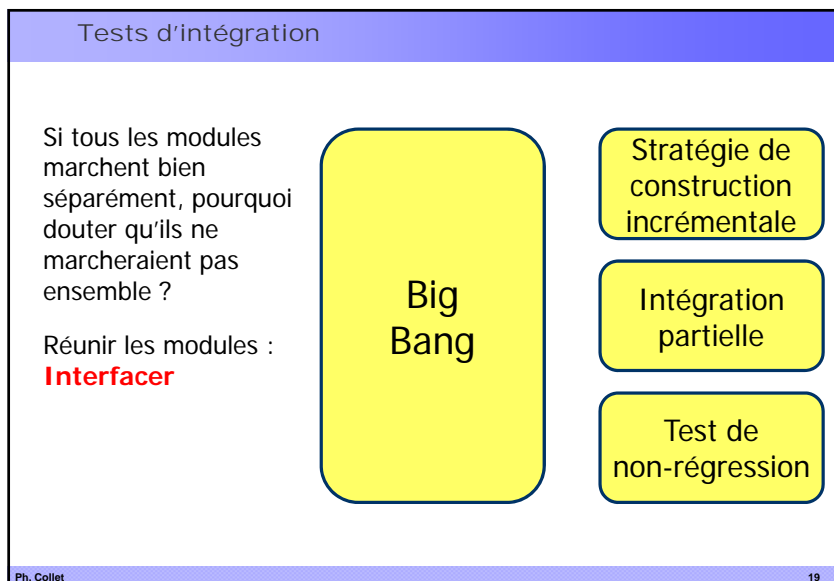 Tests d'intégration
Si tous les modules
marchent bien
séparément, pourquoi
douter qu'ils ne
marcheraient pas
ensemble ?
Réunir les modules :
Interfacer
Big
Bang
Stratégie de
construction
incrémentale
Intégration
partielle
Test de
non-régression
Ph. Collet
19